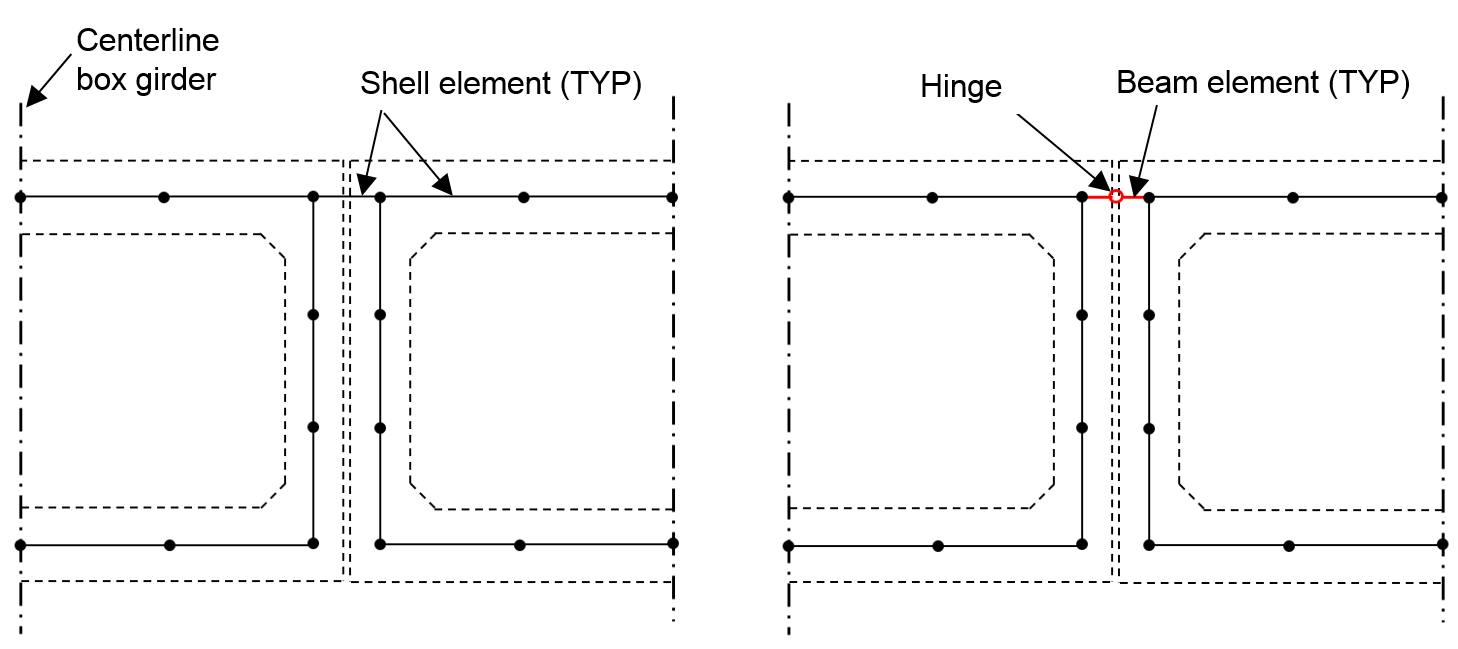 Centerline
box girder
Shell element (TYP)
Hinge
Beam element (TYP)